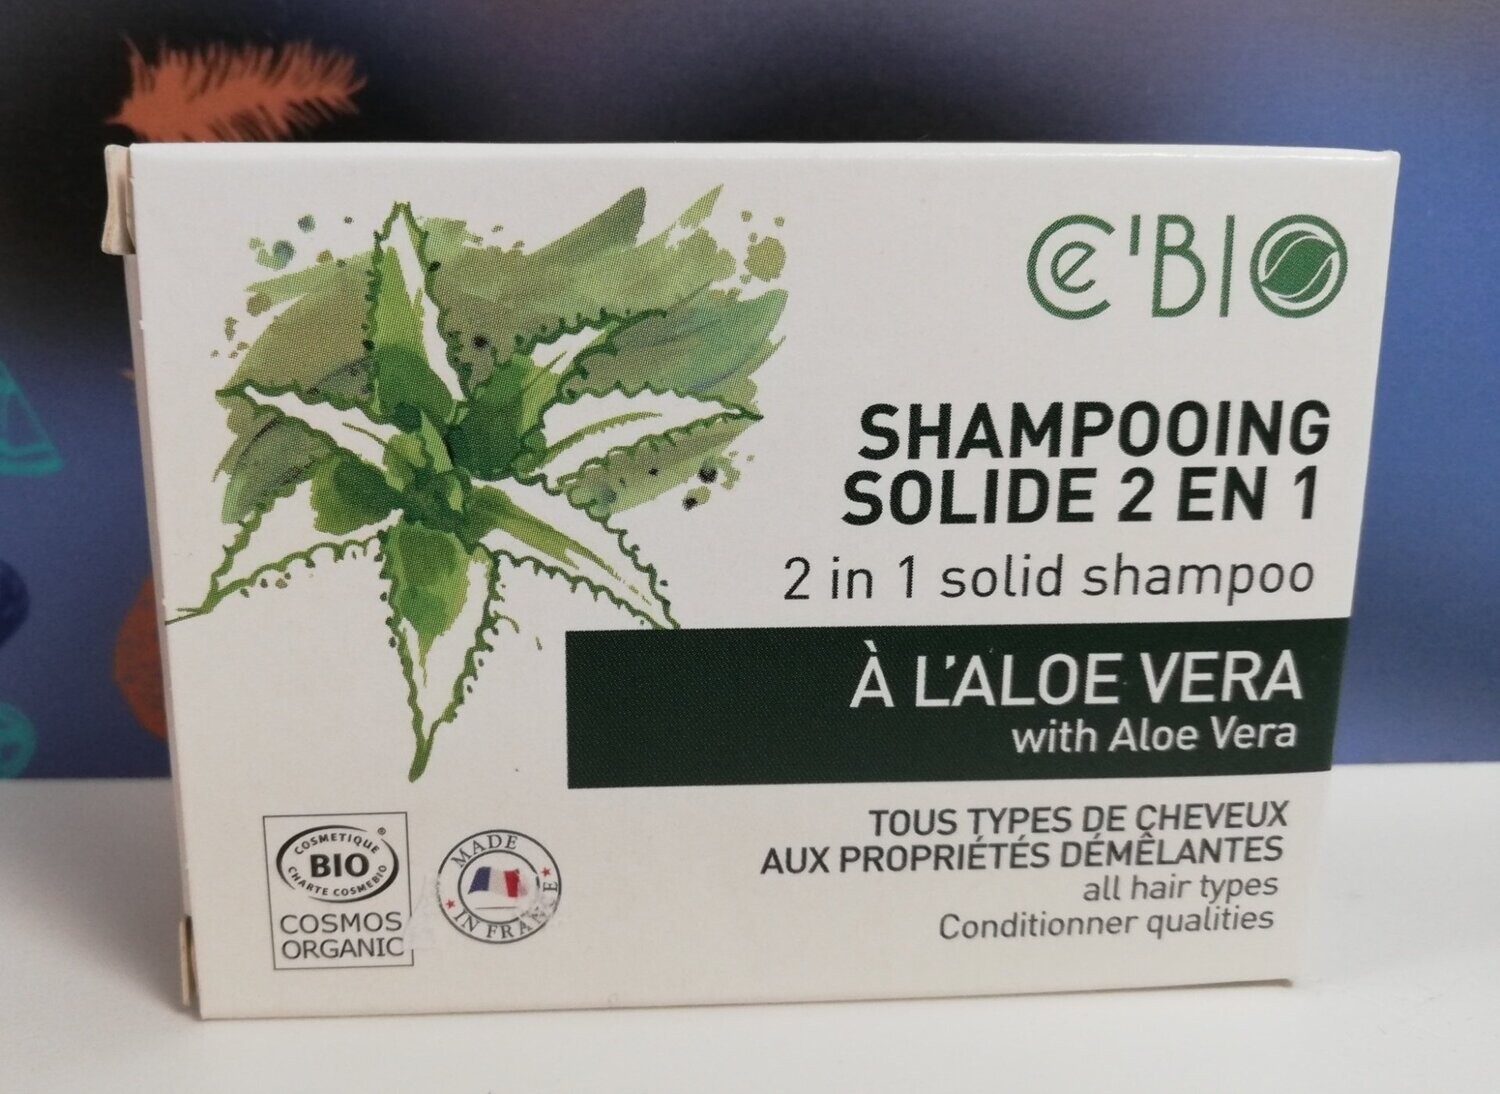 Ce'BIO
SHAMPOOING
SOLIDE 2 EN 1
2 in 1 solid shampoo
À L'ALOE VERA
with Aloe Vera
TOUS TYPES DE CHEVEUX
AUX PROPRIÉTÉS DÉMÊLANTES
all hair types
Conditionner qualities
COSMETIQUE ®
BIO
CHARTE COSMEBIO
COSMOS
ORGANIC
MADE
IN FRANCE